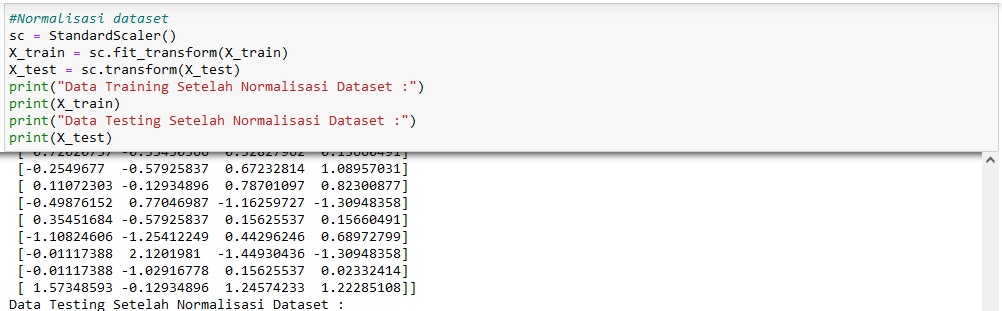 #Normalisasi dataset
sc = StandardScaler()
X_train = sc.fit_transform(X_train)
X_test = sc.transform(X_test)
print("Data Training Setelah Normalisasi Dataset :")
print(X_train)
print("Data Testing Setelah Normalisasi Dataset :")
print(X_test)
[-0.2549677  -0.57925837  0.67232814  1.08957031]
[ 0.11072303 -0.12934896  0.78701097  0.82300877]
[-0.49876152  0.77046987 -1.16259727 -1.30948358]
[ 0.35451684 -0.57925837  0.15625537  0.15660491]
[-1.10824606 -1.25412249  0.44296246  0.68972799]
[-0.01117388  2.1201981  -1.44930436 -1.30948358]
[-0.01117388 -1.02916778  0.15625537  0.02332414]
[ 1.57348593 -0.12934896  1.24574233  1.22285108]]
Data Testing Setelah Normalisasi Dataset :